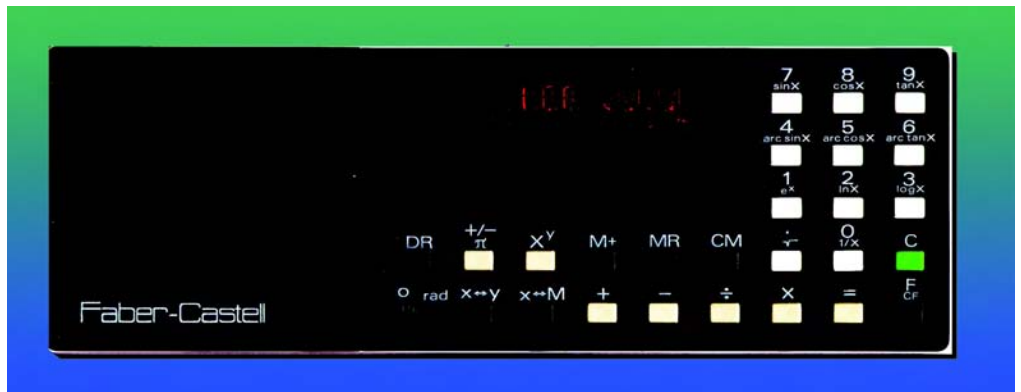 7 8 9
sinX cosX tanX
4 5 6
arc sinX arc cosX arc tanX
1 2 3
eˣ lnX logX
DR +/− Xʸ M+ MR CM 0 C
π 1/X
O rad x↔y x↔M + − ÷ × = F
CF
Faber-Castell